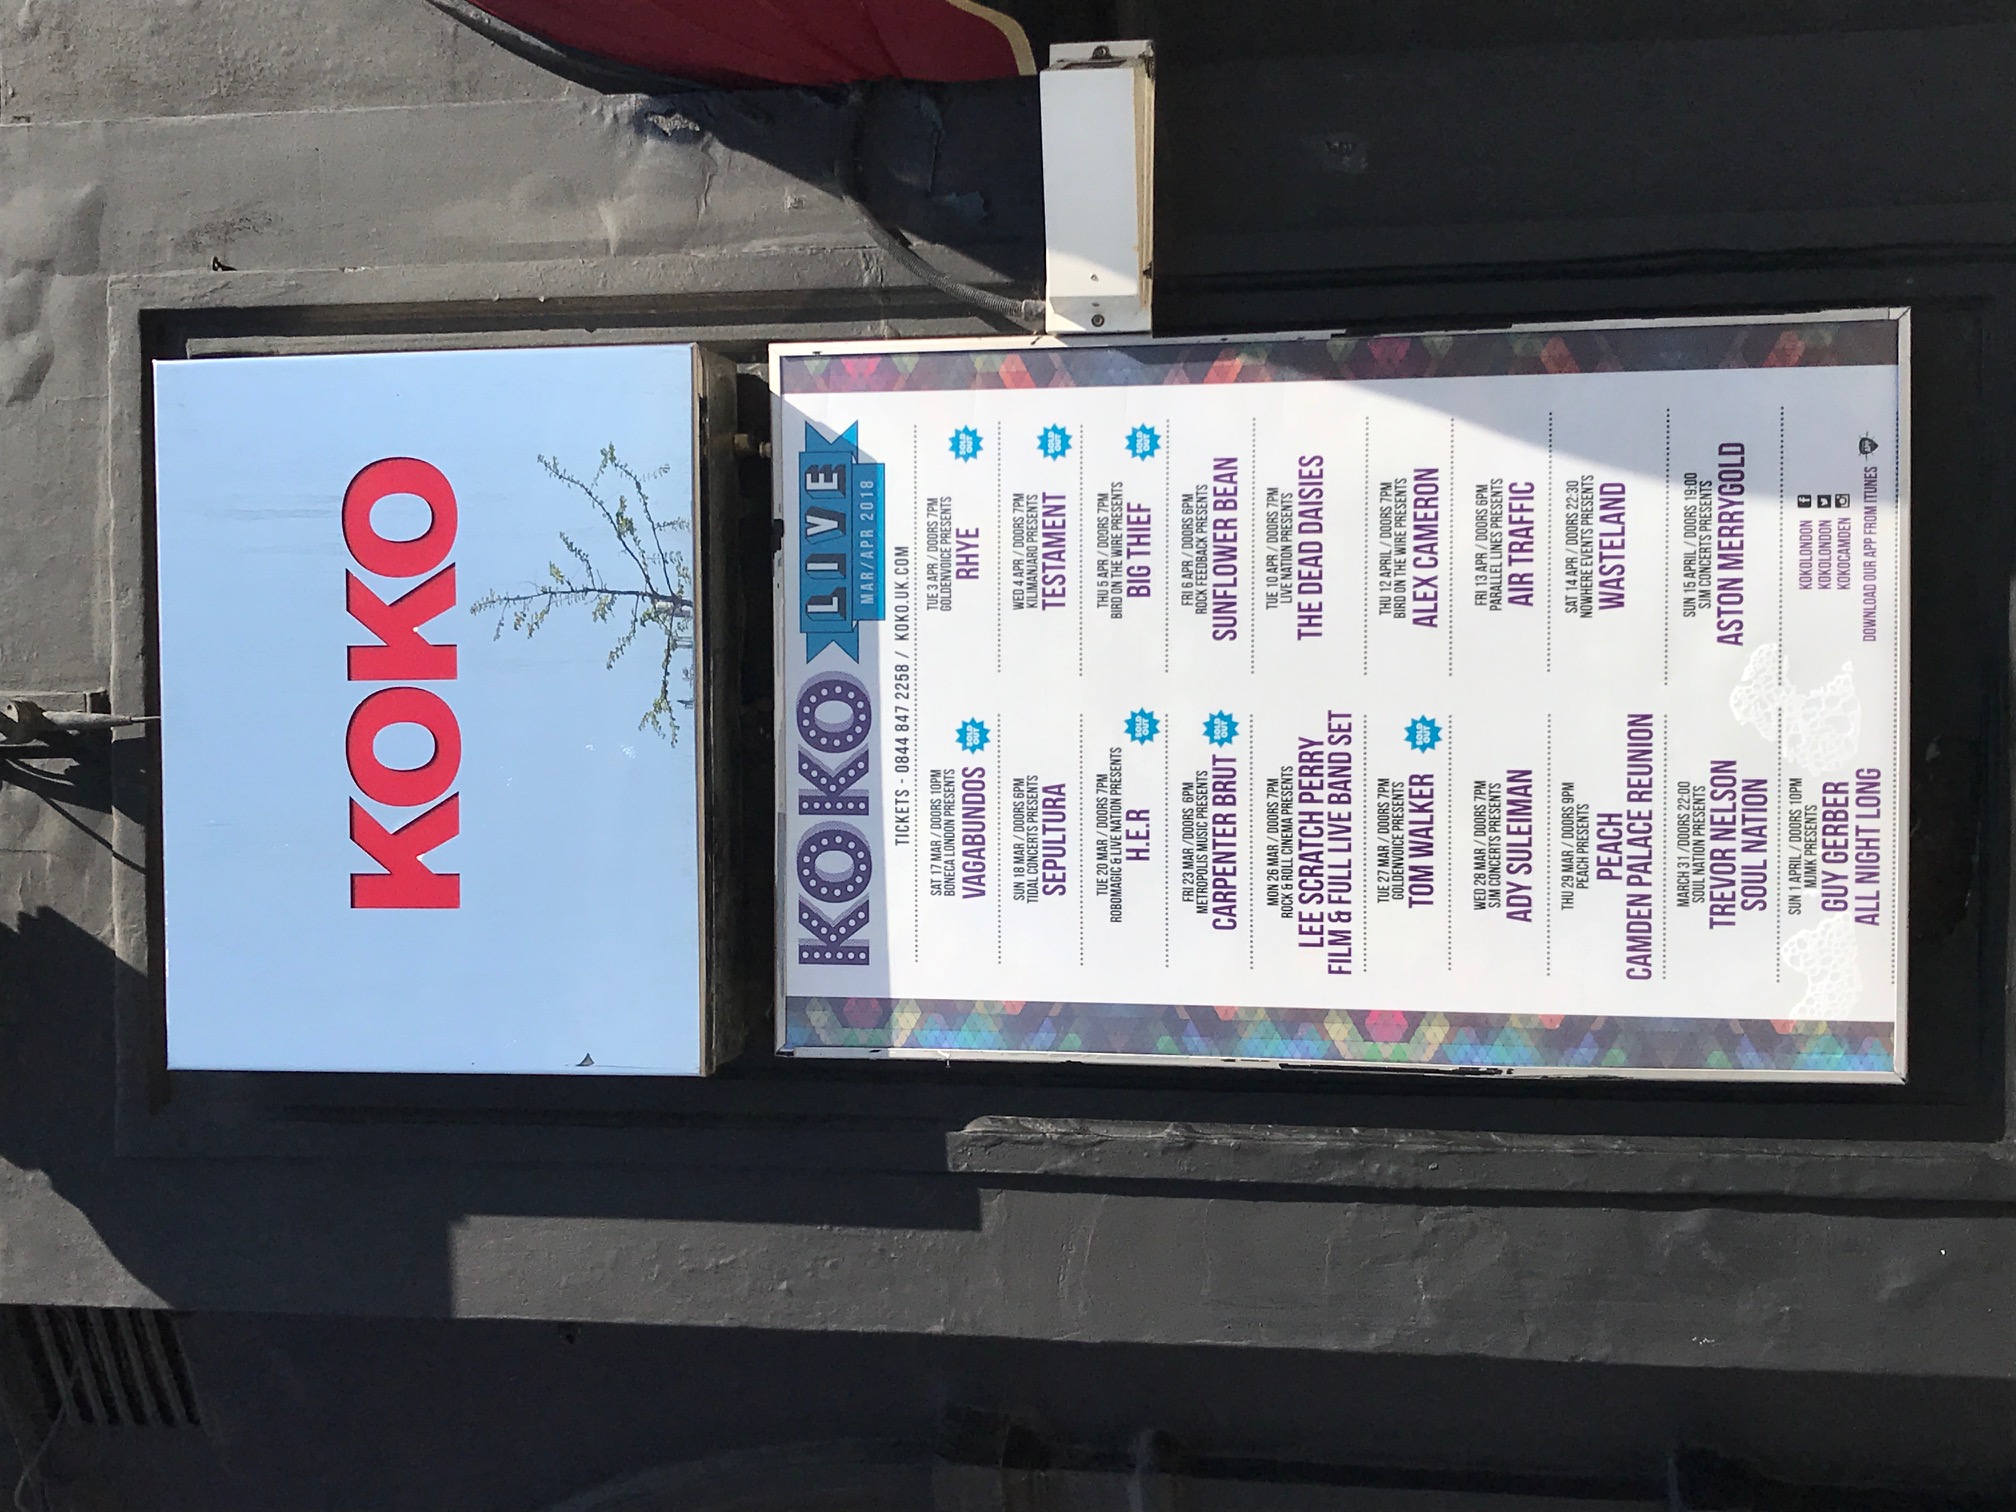 KOKO
KOKO LIVE
MAR/APR 2018
TICKETS - 0844 847 2258 / KOKO.UK.COM
SAT 17 MAR / DOORS 10PM
BONECA LONDON PRESENTS
VAGABUNDOS
SOLD
OUT
SUN 18 MAR / DOORS 6PM
TIDAL CONCERTS PRESENTS
SEPULTURA
TUE 20 MAR / DOORS 7PM
ROBOMAGIC & LIVE NATION PRESENTS
H.E.R
SOLD
OUT
FRI 23 MAR /DOORS 6PM
METROPOLIS MUSIC PRESENTS
CARPENTER BRUT
SOLD
OUT
MON 26 MAR / DOORS 7PM
ROCK & ROLL CINEMA PRESENTS
LEE SCRATCH PERRY
FILM & FULL LIVE BAND SET
TUE 27 MAR / DOORS 7PM
GOLDENVOICE PRESENTS
TOM WALKER
SOLD
OUT
WED 28 MAR / DOORS 7PM
SJM CONCERTS PRESENTS
ADY SULEIMAN
THU 29 MAR / DOORS 9PM
PEACH PRESENTS
PEACH
CAMDEN PALACE REUNION
MARCH 31 /DOORS 22:00
SOUL NATION PRESENTS
TREVOR NELSON
SOUL NATION
SUN 1 APRIL / DOORS 10PM
MJMK PRESENTS
GUY GERBER
ALL NIGHT LONG
TUE 3 APR / DOORS 7PM
GOLDENVOICE PRESENTS
RHYE
SOLD
OUT
WED 4 APR / DOORS 7PM
KILIMANJARO PRESENTS
TESTAMENT
SOLD
OUT
THU 5 APR / DOORS 7PM
BIRD ON THE WIRE PRESENTS
BIG THIEF
SOLD
OUT
FRI 6 APR / DOORS 6PM
ROCK FEEDBACK PRESENTS
SUNFLOWER BEAN
TUE 10 APR / DOORS 7PM
LIVE NATION PRESENTS
THE DEAD DAISIES
THU 12 APRIL / DOORS 7PM
BIRD ON THE WIRE PRESENTS
ALEX CAMERON
FRI 13 APR / DOORS 6PM
PARALLEL LINES PRESENTS
AIR TRAFFIC
SAT 14 APR / DOORS 22:30
NOWHERE EVENTS PRESENTS
WASTELAND
SUN 15 APRIL / DOORS 19:00
SJM CONCERTS PRESENTS
ASTON MERRYGOLD
KOKOLONDON
KOKOLONDON
KOKOCAMDEN
DOWNLOAD OUR APP FROM ITUNES